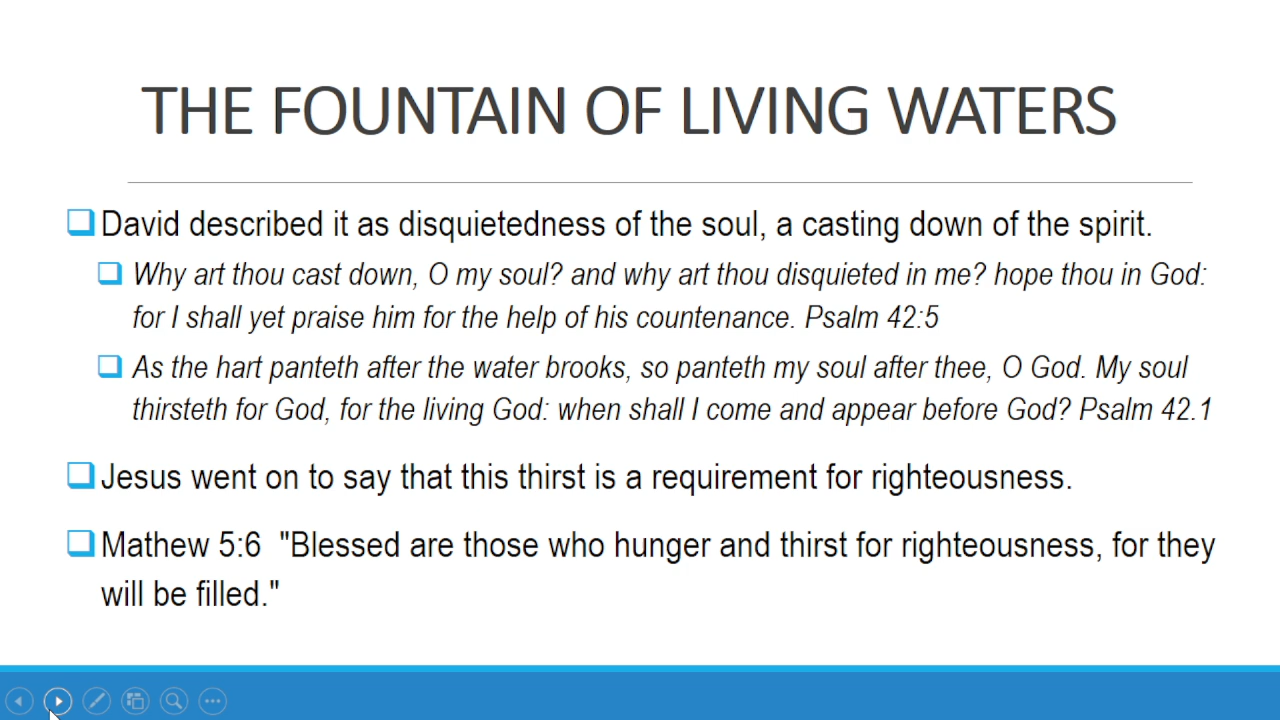 THE FOUNTAIN OF LIVING WATERS
David described it as disquietedness of the soul, a casting down of the spirit.
Why art thou cast down, O my soul? and why art thou disquieted in me? hope thou in God:
for I shall yet praise him for the help of his countenance. Psalm 42:5
As the hart panteth after the water brooks, so panteth my soul after thee, O God. My soul
thirsteth for God, for the living God: when shall I come and appear before God? Psalm 42.1
Jesus went on to say that this thirst is a requirement for righteousness.
Mathew 5:6  "Blessed are those who hunger and thirst for righteousness, for they
will be filled."